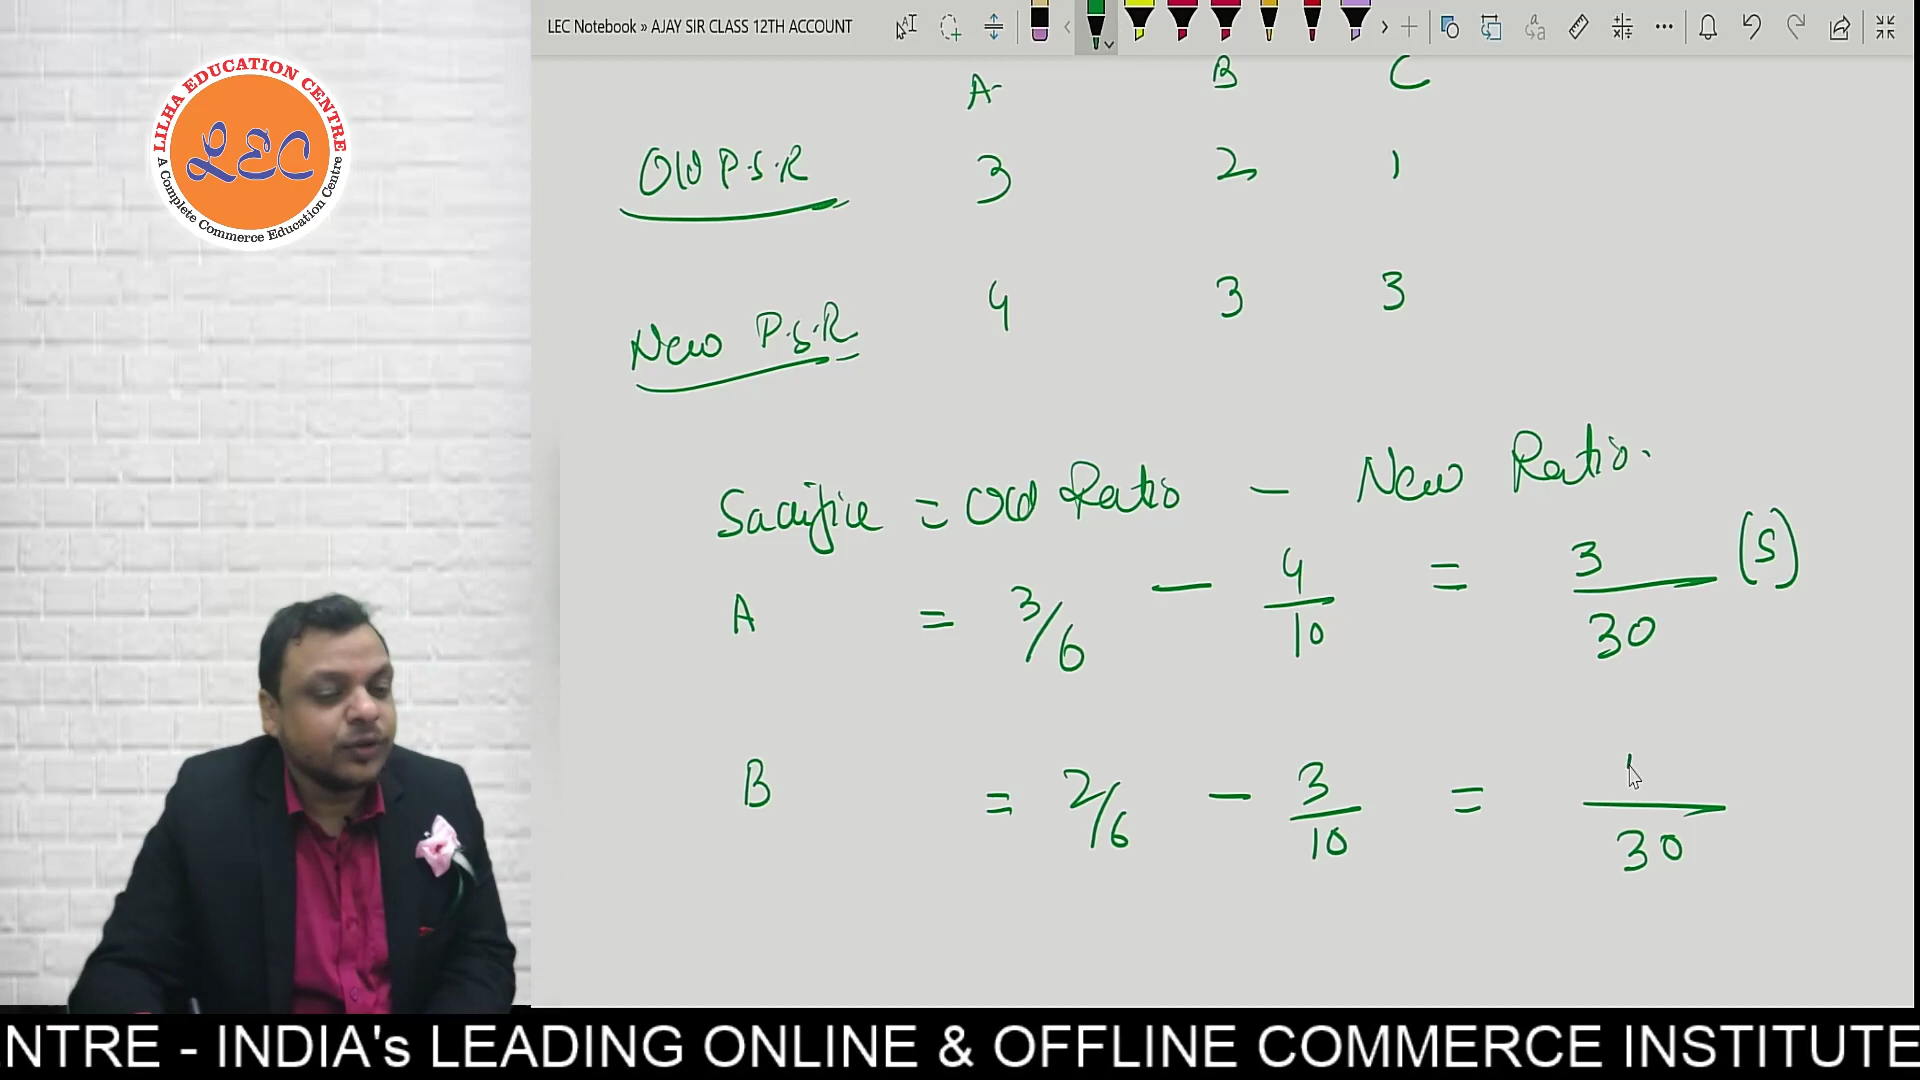 LEC Notebook » AJAY SIR CLASS 12TH ACCOUNT
LILHA EDUCATION CENTRE
LEC
A Complete Commerce Education Centre
A B C
Old P.S.R 3 2 1
New P.S.R 4 3 3
Sacrifice = Old Ratio - New Ratio.
A = 3/6 - 4/10 = 3/30 (S)
B = 2/6 - 3/10 = 1/30
NTRE - INDIA's LEADING ONLINE & OFFLINE COMMERCE INSTITUTE